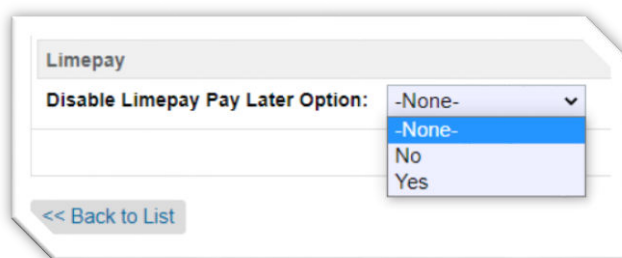 Limepay
Disable Limepay Pay Later Option: -None-
-None-
No
Yes
<< Back to List